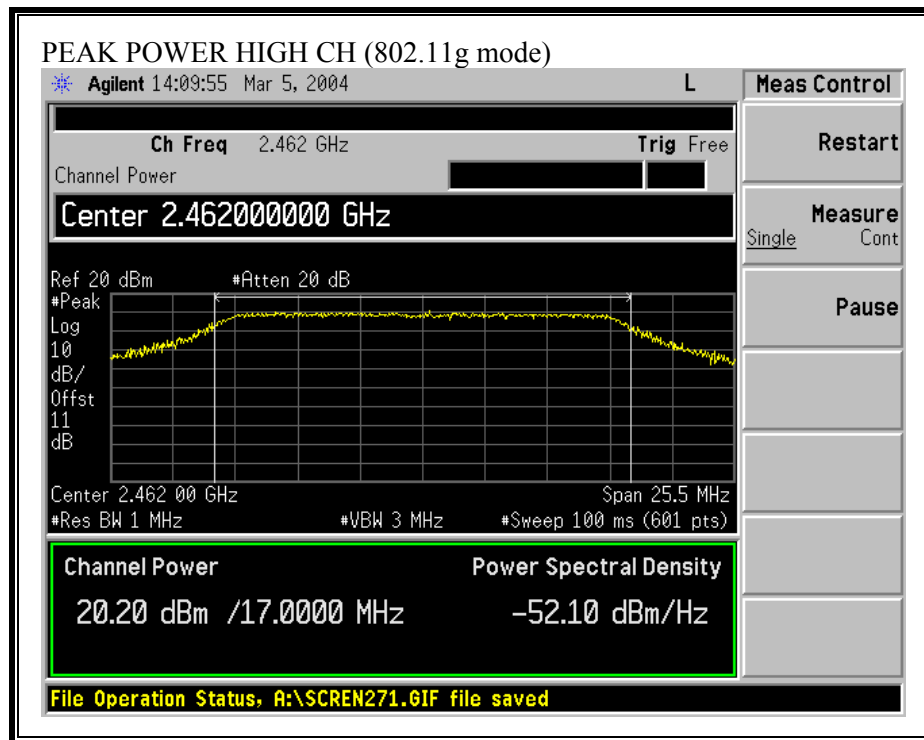 PEAK POWER HIGH CH (802.11g mode)
Agilent 14:09:55 Mar 5, 2004 L
Meas Control
Ch Freq 2.462 GHz Trig Free
Channel Power
Center 2.462000000 GHz
Restart
Measure
Single Cont
Pause
Ref 20 dBm #Atten 20 dB
#Peak
Log
10
dB/
Offst
11
dB
Center 2.462 00 GHz Span 25.5 MHz
#Res BW 1 MHz #VBW 3 MHz #Sweep 100 ms (601 pts)
Channel Power Power Spectral Density
20.20 dBm /17.0000 MHz -52.10 dBm/Hz
File Operation Status, A:\SCREN271.GIF file saved